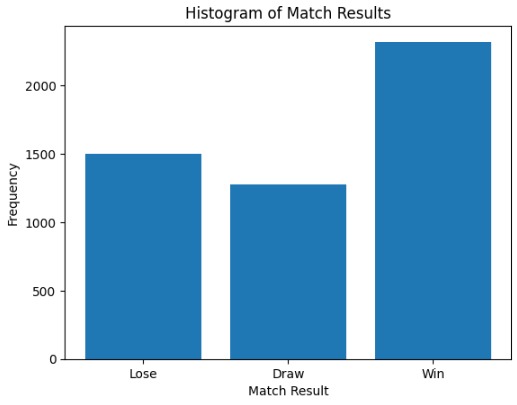 Histogram of Match Results
2000
1500
1000
500
0
Frequency
Lose Draw Win
Match Result